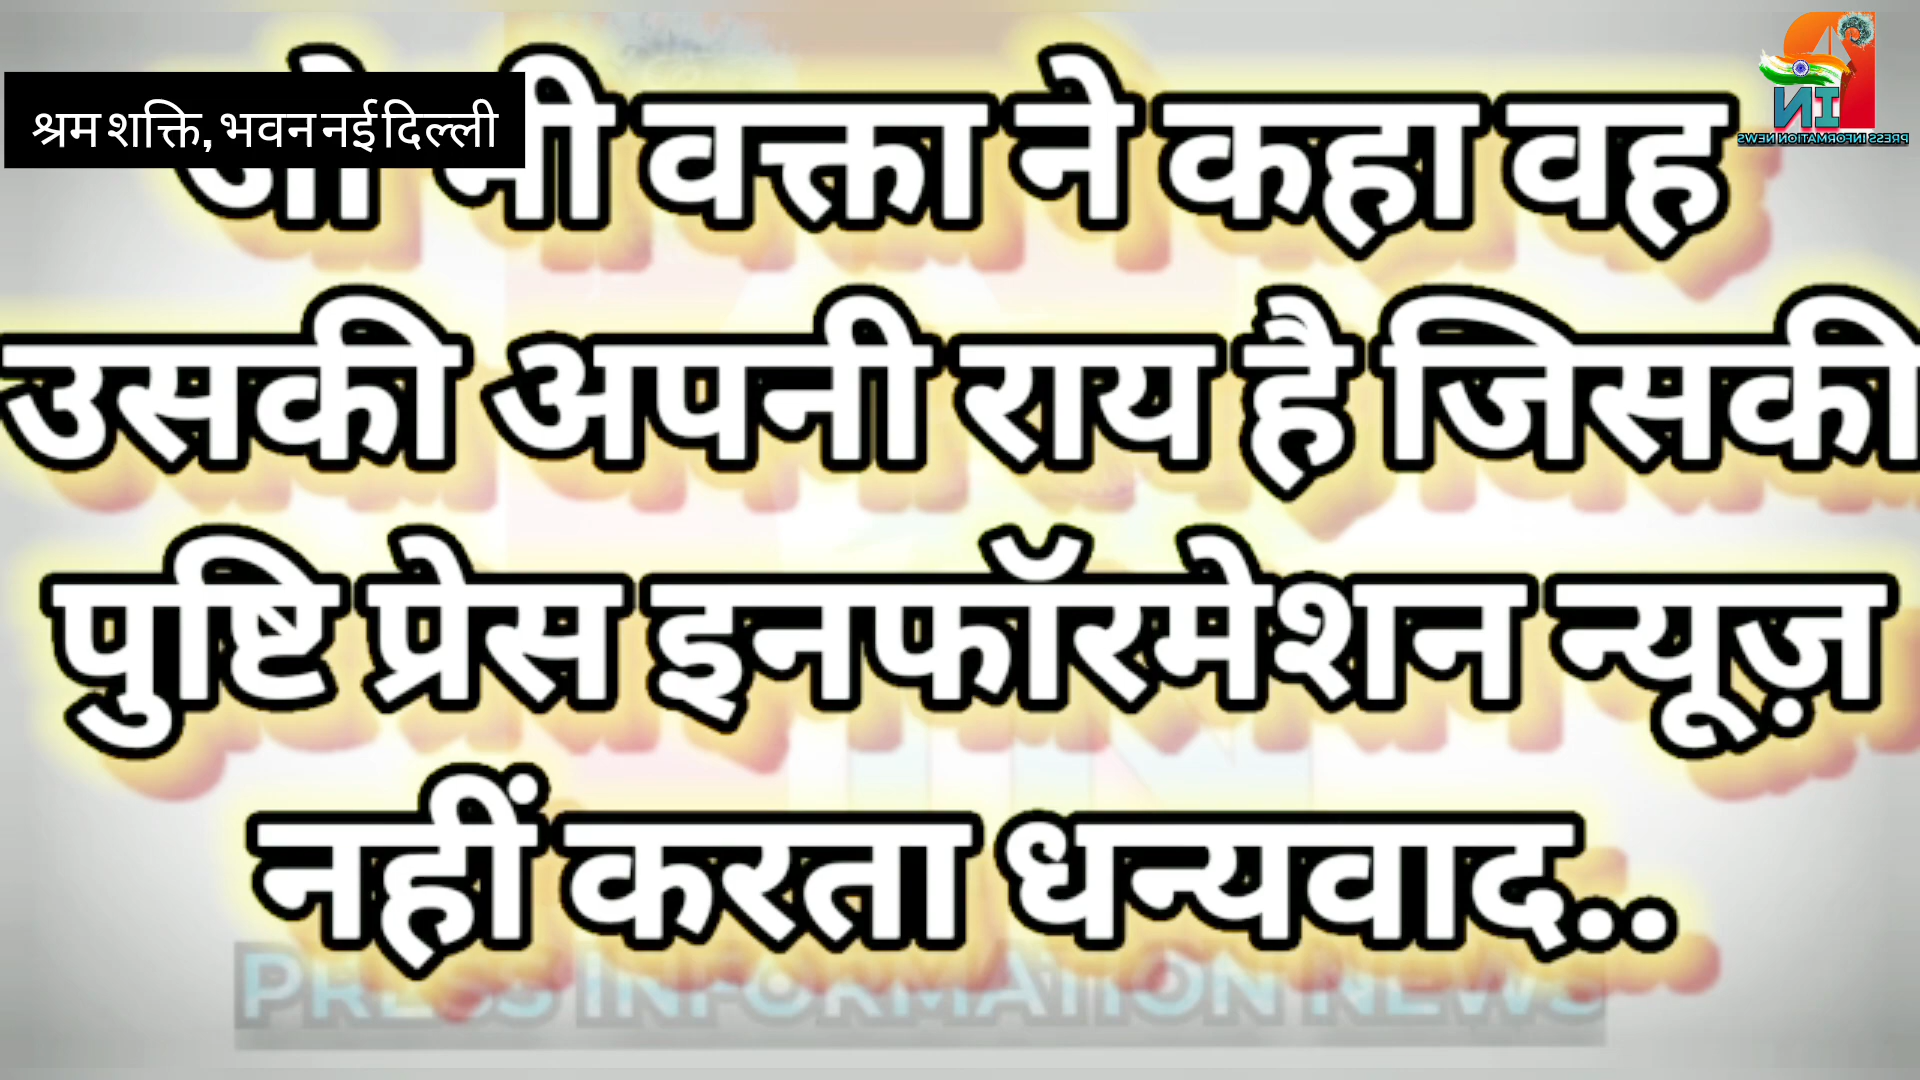 श्रम शक्ति, भवन नई दिल्ली
जो भी वक्ता ने कहा वह
उसकी अपनी राय है जिसकी
पुष्टि प्रेस इनफॉरमेशन न्यूज़
नहीं करता धन्यवाद..
PRESS INFORMATION NEWS
IN
PRESS INFORMATION NEWS